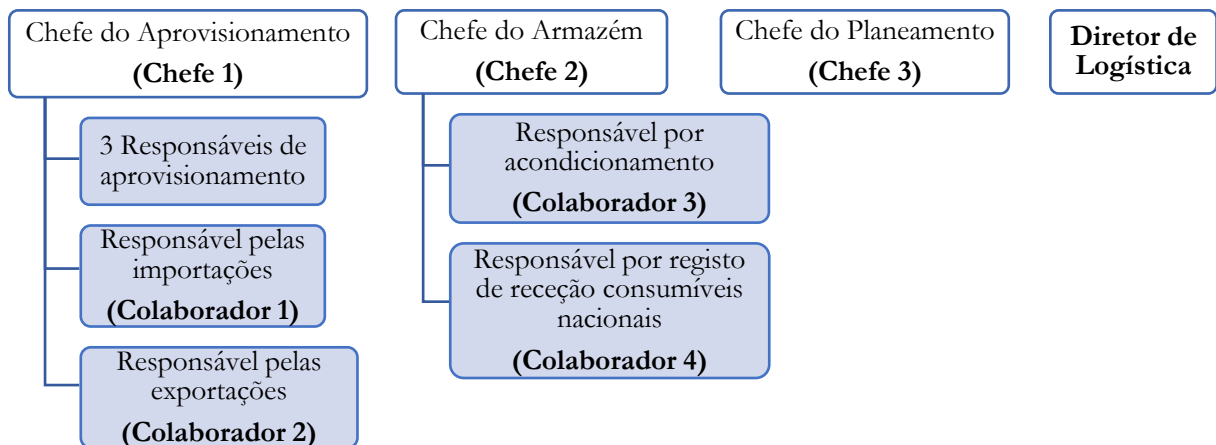 Chefe do Aprovisionamento
(Chefe 1)
3 Responsáveis de
aprovisionamento
Responsável pelas
importações
(Colaborador 1)
Responsável pelas
exportações
(Colaborador 2)
Chefe do Armazém
(Chefe 2)
Responsável por
acondicionamento
(Colaborador 3)
Responsável por registo
de receção consumíveis
nacionais
(Colaborador 4)
Chefe do Planeamento
(Chefe 3)
Diretor de
Logística